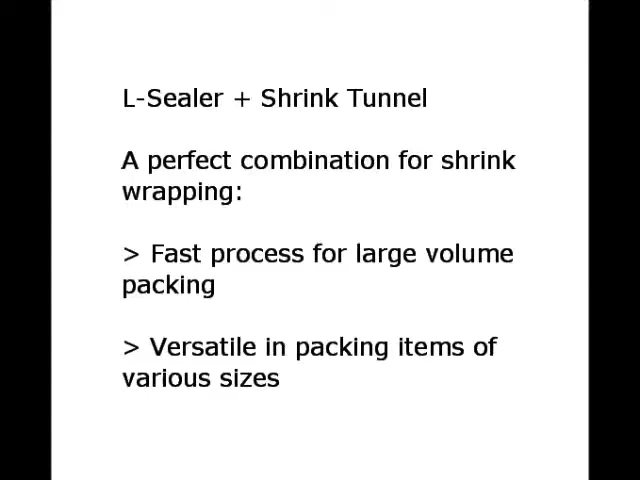 L-Sealer + Shrink Tunnel
A perfect combination for shrink
wrapping:
> Fast process for large volume
packing
> Versatile in packing items of
various sizes